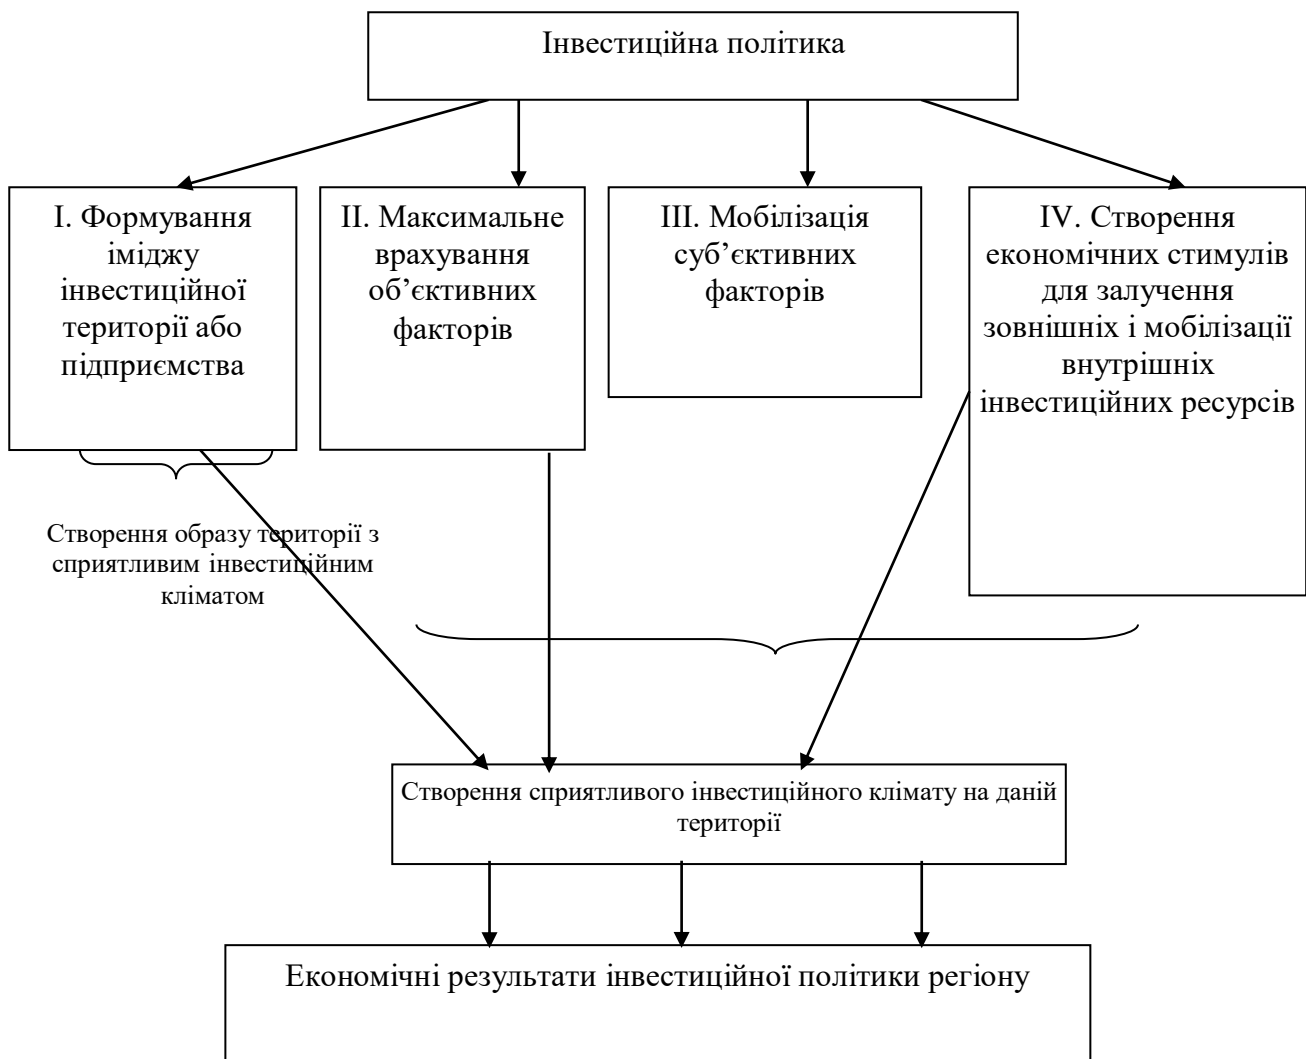 Інвестиційна політика
І. Формування
іміджу
інвестиційної
території або
підприємства
ІІ. Максимальне
врахування
об’єктивних
факторів
ІІІ. Мобілізація
суб’єктивних
факторів
IV. Створення
економічних стимулів
для залучення
зовнішніх і мобілізації
внутрішніх
інвестиційних ресурсів
Створення образу території з
сприятливим інвестиційним
кліматом
Створення сприятливого інвестиційного клімату на даній
території
Економічні результати інвестиційної політики регіону